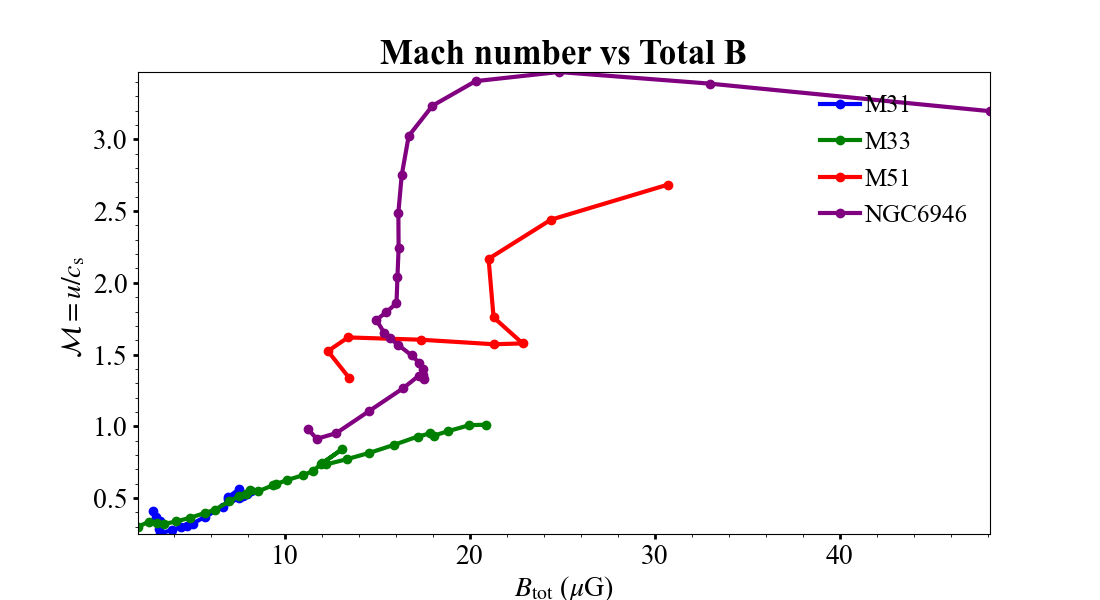 Mach number vs Total B
M31
M33
M51
NGC6946
3.0
2.5
2.0
1.5
1.0
0.5
ℳ = u/c_s
10 20 30 40
B_tot (μG)